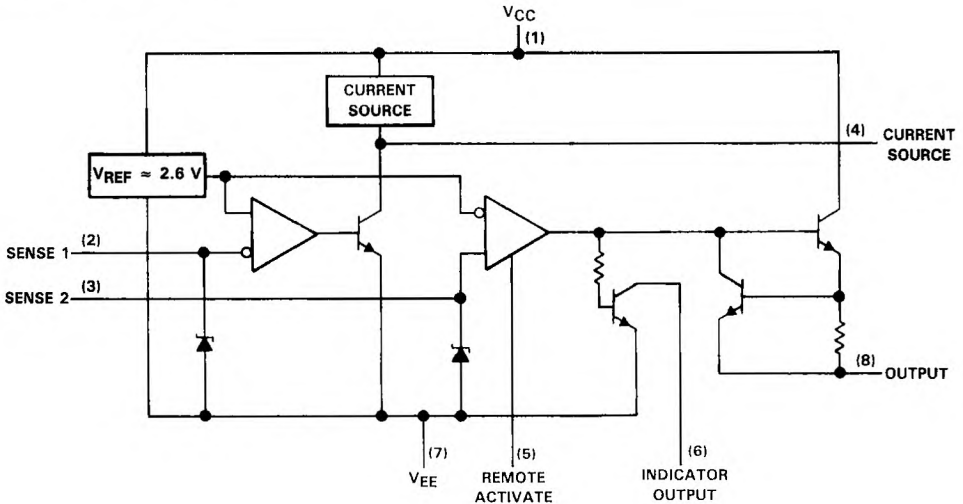 VCC
(1)
CURRENT
SOURCE
(4)
CURRENT
SOURCE
VREF ≈ 2.6 V
SENSE 1
(2)
SENSE 2
(3)
(8)
OUTPUT
(7)
VEE
(5)
REMOTE
ACTIVATE
(6)
INDICATOR
OUTPUT